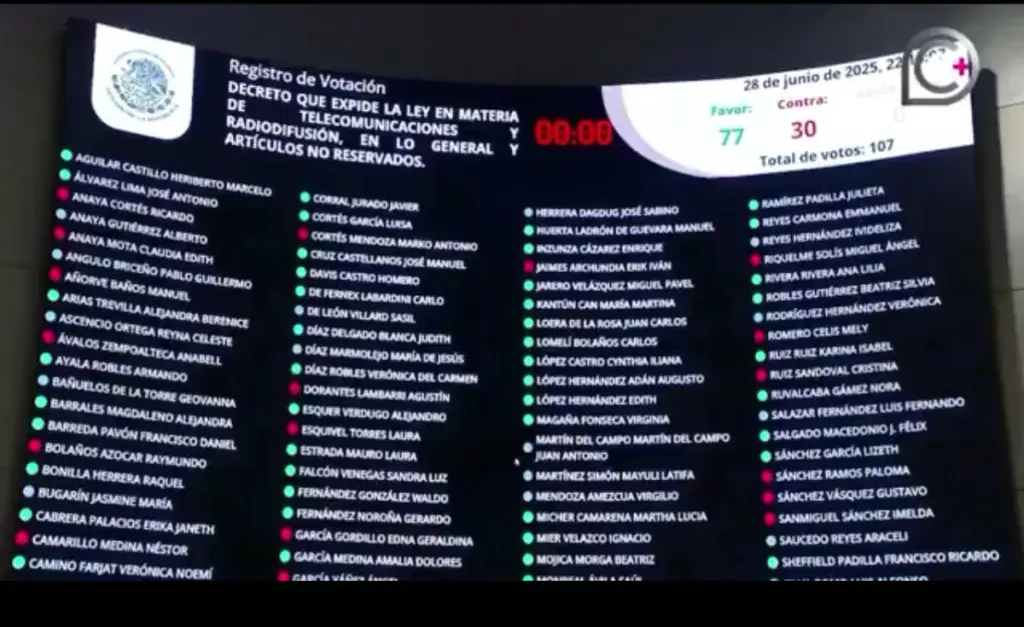 Registro de Votación
DECRETO QUE EXPIDE LA LEY EN MATERIA
DE TELECOMUNICACIONES Y
RADIODIFUSIÓN, EN LO GENERAL Y
ARTÍCULOS NO RESERVADOS.
00:00
28 de junio de 2025,
Favor: Contra:
77 30
Total de votos: 107
AGUILAR CASTILLO HERIBERTO MARCELO
ÁLVAREZ LIMA JOSÉ ANTONIO
ANAYA CORTÉS RICARDO
ANAYA GUTIÉRREZ ALBERTO
ANAYA MOTA CLAUDIA EDITH
ANGULO BRICEÑO PABLO GUILLERMO
AÑORVE BAÑOS MANUEL
ARIAS TREVILLA ALEJANDRA BERENICE
ASCENCIO ORTEGA REYNA CELESTE
ÁVALOS ZEMPOALTECA ANABELL
AYALA ROBLES ARMANDO
BAÑUELOS DE LA TORRE GEOVANNA
BARRALES MAGDALENO ALEJANDRA
BARREDA PAVÓN FRANCISCO DANIEL
BOLAÑOS AZOCAR RAYMUNDO
BONILLA HERRERA RAQUEL
BUGARÍN JASMINE MARÍA
CABRERA PALACIOS ERIKA JANETH
CAMARILLO MEDINA NÉSTOR
CAMINO FARJAT VERÓNICA NOEMÍ
CORRAL JURADO JAVIER
CORTÉS GARCÍA LUISA
CORTÉS MENDOZA MARKO ANTONIO
CRUZ CASTELLANOS JOSÉ MANUEL
DAVIS CASTRO HOMERO
DE FERNEX LABARDINI CARLO
DE LEÓN VILLARD SASIL
DÍAZ DELGADO BLANCA JUDITH
DÍAZ MARMOLEJO MARÍA DE JESÚS
DÍAZ ROBLES VERÓNICA DEL CARMEN
DORANTES LAMBARRI AGUSTÍN
ESQUER VERDUGO ALEJANDRO
ESQUIVEL TORRES LAURA
ESTRADA MAURO LAURA
FALCÓN VENEGAS SANDRA LUZ
FERNÁNDEZ GONZÁLEZ WALDO
FERNÁNDEZ NOROÑA GERARDO
GARCÍA GORDILLO EDNA GERALDINA
GARCÍA MEDINA AMALIA DOLORES
GARCÍA YÁÑEZ ÁNGEL
HERRERA DAGDUG JOSÉ SABINO
HUERTA LADRÓN DE GUEVARA MANUEL
INZUNZA CÁZAREZ ENRIQUE
JAIMES ARCHUNDIA ERIK IVÁN
JARERO VELÁZQUEZ MIGUEL PAVEL
KANTÚN CAN MARÍA MARTINA
LOERA DE LA ROSA JUAN CARLOS
LOMELÍ BOLAÑOS CARLOS
LÓPEZ CASTRO CYNTHIA ILIANA
LÓPEZ HERNÁNDEZ ADÁN AUGUSTO
LÓPEZ HERNÁNDEZ EDITH
MAGAÑA FONSECA VIRGINIA
MARTÍN DEL CAMPO MARTÍN DEL CAMPO
JUAN ANTONIO
MARTÍNEZ SIMÓN MAYULI LATIFA
MENDOZA AMEZCUA VIRGILIO
MICHER CAMARENA MARTHA LUCIA
MIER VELAZCO IGNACIO
MOJICA MORGA BEATRIZ
MONREAL ÁVILA SAÚL
RAMÍREZ PADILLA JULIETA
REYES CARMONA EMMANUEL
REYES HERNÁNDEZ IVIDELIZA
RIQUELME SOLÍS MIGUEL ÁNGEL
RIVERA RIVERA ANA LILIA
ROBLES GUTIÉRREZ BEATRIZ SILVIA
RODRÍGUEZ HERNÁNDEZ VERÓNICA
ROMERO CELIS MELY
RUIZ RUIZ KARINA ISABEL
RUIZ SANDOVAL CRISTINA
RUVALCABA GÁMEZ NORA
SALAZAR FERNÁNDEZ LUIS FERNANDO
SALGADO MACEDONIO J. FÉLIX
SÁNCHEZ GARCÍA LIZETH
SÁNCHEZ RAMOS PALOMA
SÁNCHEZ VÁSQUEZ GUSTAVO
SANMIGUEL SÁNCHEZ IMELDA
SAUCEDO REYES ARACELI
SHEFFIELD PADILLA FRANCISCO RICARDO